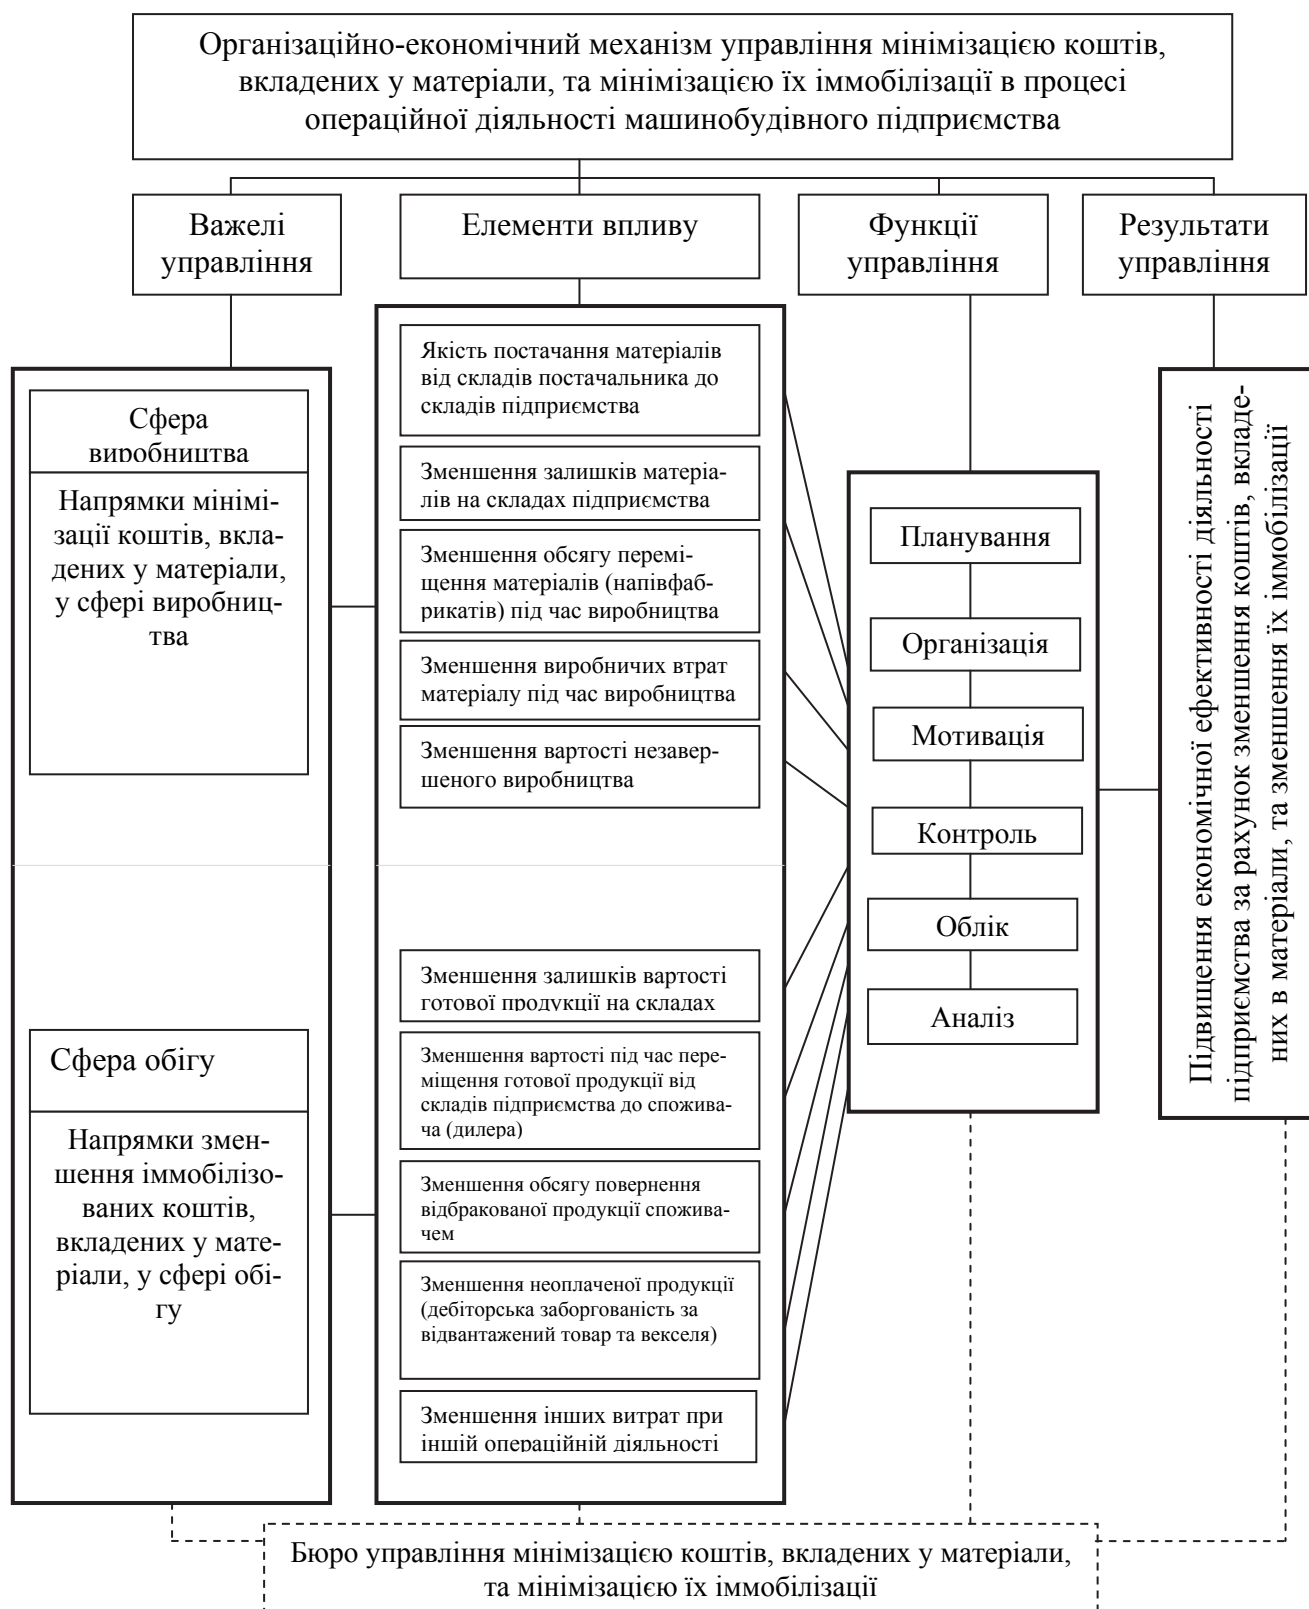 Організаційно-економічний механізм управління мінімізацією коштів,
вкладених у матеріали, та мінімізацією їх іммобілізації в процесі
операційної діяльності машинобудівного підприємства
Важелі
управління
Елементи впливу
Функції
управління
Результати
управління
Сфера
виробництва
Напрямки мінімі-
зації коштів, вкла-
дених у матеріали,
у сфері виробниц-
тва
Сфера обігу
Напрямки змен-
шення іммобілізо-
ваних коштів,
вкладених у мате-
ріали, у сфері обі-
гу
Якість постачання матеріалів
від складів постачальника до
складів підприємства
Зменшення залишків матеріа-
лів на складах підприємства
Зменшення обсягу перемі-
щення матеріалів (напівфаб-
рикатів) під час виробництва
Зменшення виробничих втрат
матеріалу під час виробництва
Зменшення вартості незавер-
шеного виробництва
Зменшення залишків вартості
готової продукції на складах
Зменшення вартості під час пере-
міщення готової продукції від
складів підприємства до спожива-
ча (дилера)
Зменшення обсягу повернення
відбракованої продукції спожива-
чем
Зменшення неоплаченої продукції
(дебіторська заборгованість за
відвантажений товар та векселя)
Зменшення інших витрат при
іншій операційній діяльності
Планування
Організація
Мотивація
Контроль
Облік
Аналіз
Підвищення економічної ефективності діяльності
підприємства за рахунок зменшення коштів, вкладе-
них в матеріали, та зменшення їх іммобілізації
Бюро управління мінімізацією коштів, вкладених у матеріали,
та мінімізацією їх іммобілізації